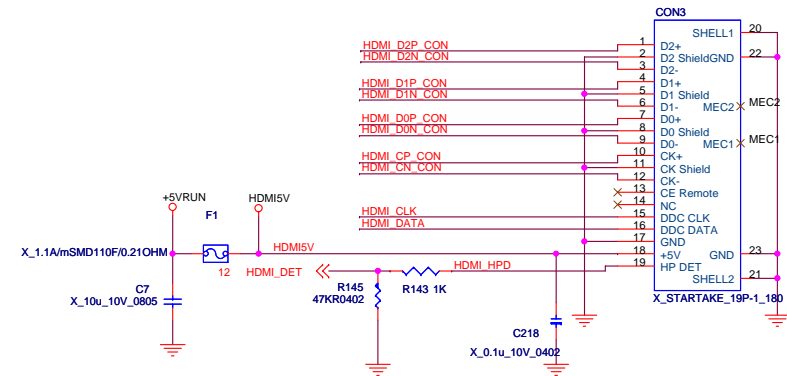 CON3
SHELL1 20
HDMI_D2P_CON 1 D2+
HDMI_D2N_CON 2 D2 Shield GND 22
3 D2-
HDMI_D1P_CON 4 D1+
HDMI_D1N_CON 5 D1 Shield
6 D1- MEC2 MEC2
HDMI_D0P_CON 7 D0+
HDMI_D0N_CON 8 D0 Shield
9 D0- MEC1 MEC1
HDMI_CP_CON 10 CK+
HDMI_CN_CON 11 CK Shield
12 CK-
13 CE Remote
14 NC
HDMI_CLK 15 DDC CLK
HDMI_DATA 16 DDC DATA
17 GND
+5VRUN HDMI5V
F1
X_1.1A/mSMD110F/0.21OHM HDMI5V 18 +5V GND 23
12 HDMI_DET HDMI_HPD 19 HP DET
SHELL2 21
C7
X_10u_10V_0805
R145
47KR0402
R143 1K
X_STARTAKE_19P-1_180
C218
X_0.1u_10V_0402